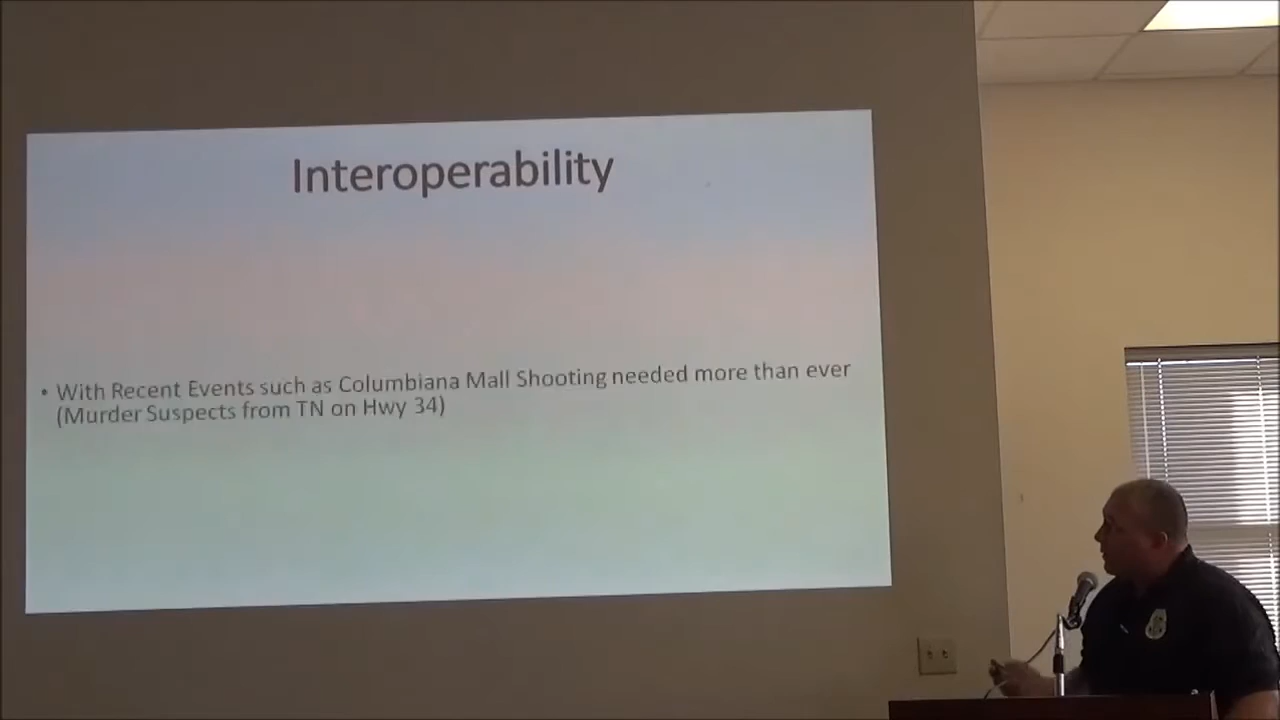 Interoperability
• With Recent Events such as Columbiana Mall Shooting needed more than ever
(Murder Suspects from TN on Hwy 34)